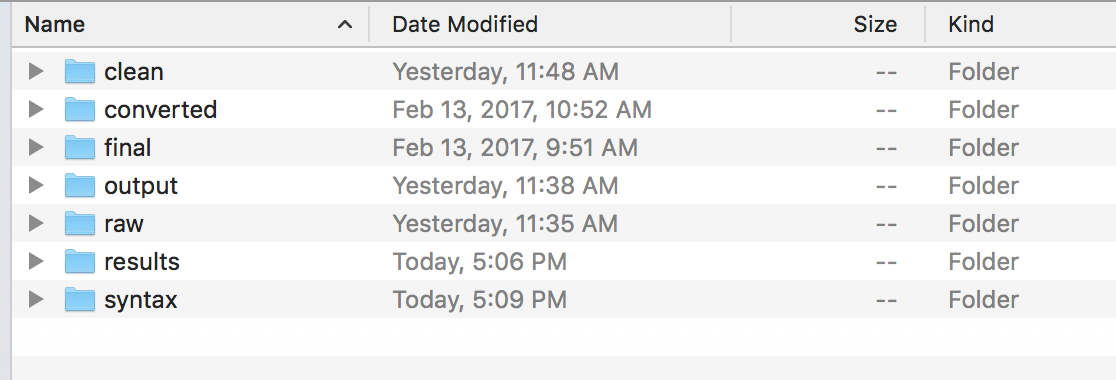 Name Date Modified Size Kind
clean Yesterday, 11:48 AM -- Folder
converted Feb 13, 2017, 10:52 AM -- Folder
final Feb 13, 2017, 9:51 AM -- Folder
output Yesterday, 11:38 AM -- Folder
raw Yesterday, 11:35 AM -- Folder
results Today, 5:06 PM -- Folder
syntax Today, 5:09 PM -- Folder